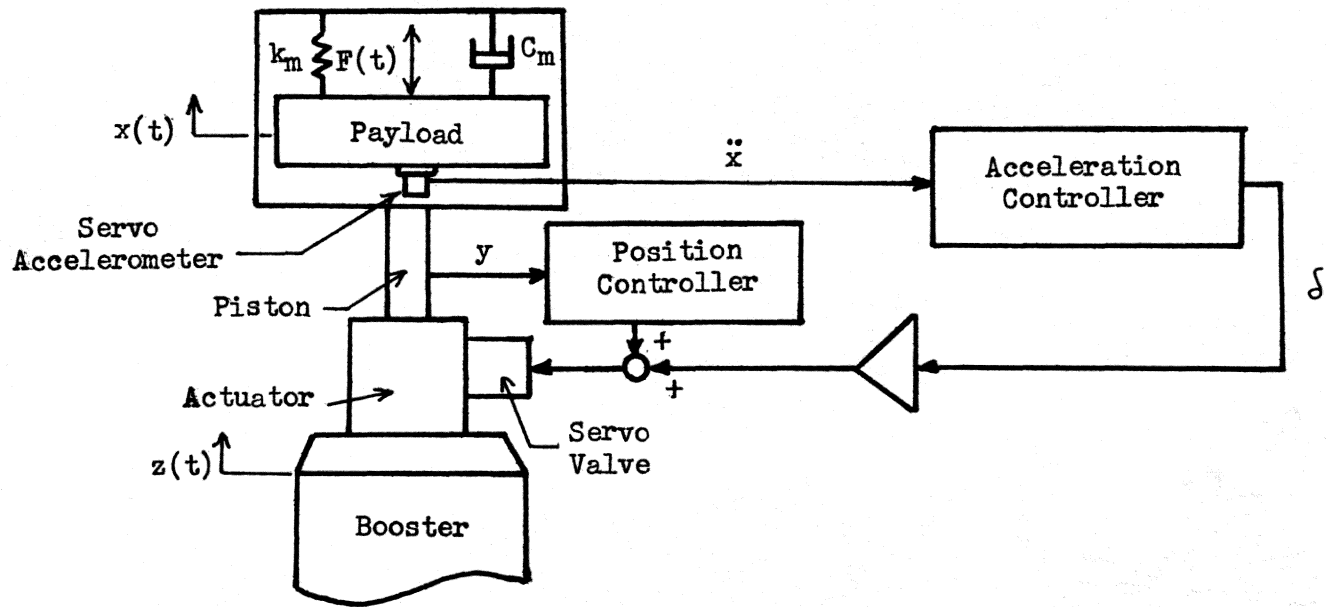 k_m F(t) C_m
x(t)
Payload
ẍ
Acceleration
Controller
Servo
Accelerometer
y
Position
Controller
Piston
δ
+
+
Actuator
Servo
Valve
z(t)
Booster